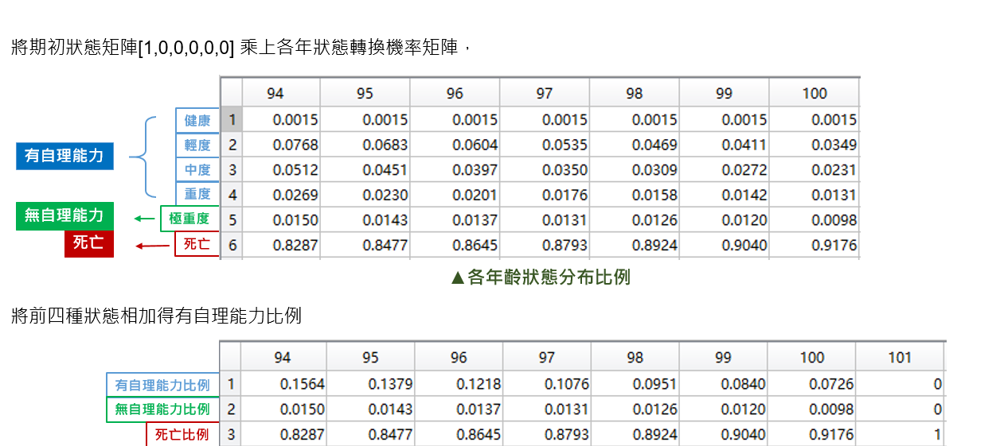 將期初狀態矩陣[1,0,0,0,0,0] 乘上各年狀態轉換機率矩陣，
94 95 96 97 98 99 100
健康 1 0.0015 0.0015 0.0015 0.0015 0.0015 0.0015 0.0015
輕度 2 0.0768 0.0683 0.0604 0.0535 0.0469 0.0411 0.0349
有自理能力
中度 3 0.0512 0.0451 0.0397 0.0350 0.0309 0.0272 0.0231
重度 4 0.0269 0.0230 0.0201 0.0176 0.0158 0.0142 0.0131
無自理能力 極重度 5 0.0150 0.0143 0.0137 0.0131 0.0126 0.0120 0.0098
死亡 死亡 6 0.8287 0.8477 0.8645 0.8793 0.8924 0.9040 0.9176
▲各年齡狀態分布比例
將前四種狀態相加得有自理能力比例
94 95 96 97 98 99 100 101
有自理能力比例 1 0.1564 0.1379 0.1218 0.1076 0.0951 0.0840 0.0726 0
無自理能力比例 2 0.0150 0.0143 0.0137 0.0131 0.0126 0.0120 0.0098 0
死亡比例 3 0.8287 0.8477 0.8645 0.8793 0.8924 0.9040 0.9176 1